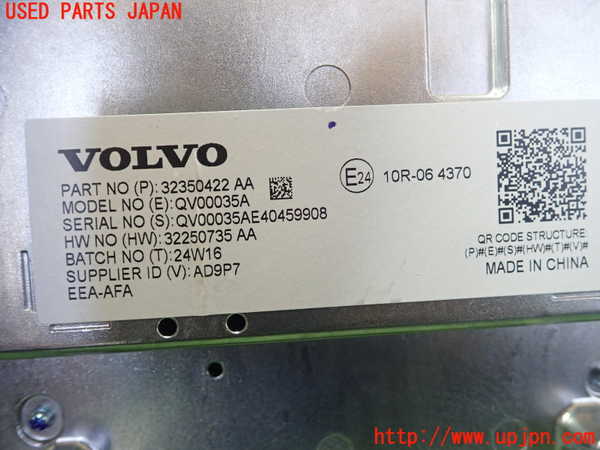 USED PARTS JAPAN
VOLVO
PART NO (P): 32350422 AA
MODEL NO (E): QV00035A
SERIAL NO (S): QV00035AE40459908
HW NO (HW): 32250735 AA
BATCH NO (T): 24W16
SUPPLIER ID (V): AD9P7
EEA-AFA
E24 10R-06 4370
QR CODE STRUCTURE:
(P)#(E)#(S)#(HW)#(T)#(V)#
MADE IN CHINA
http://www.upjpn.com/